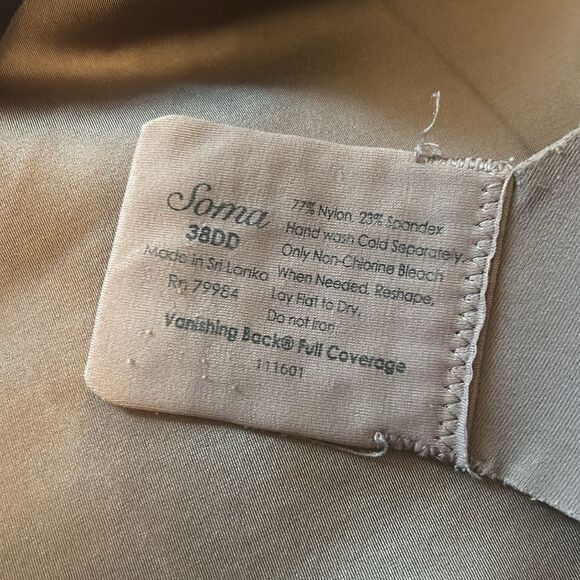 Soma
38DD
Made in Sri Lanka
Rn 79984
77% Nylon, 23% Spandex
Hand wash Cold Separately,
Only Non-Chlorine Bleach
When Needed, Reshape,
Lay Flat to Dry,
Do not Iron
Vanishing Back® Full Coverage
111601